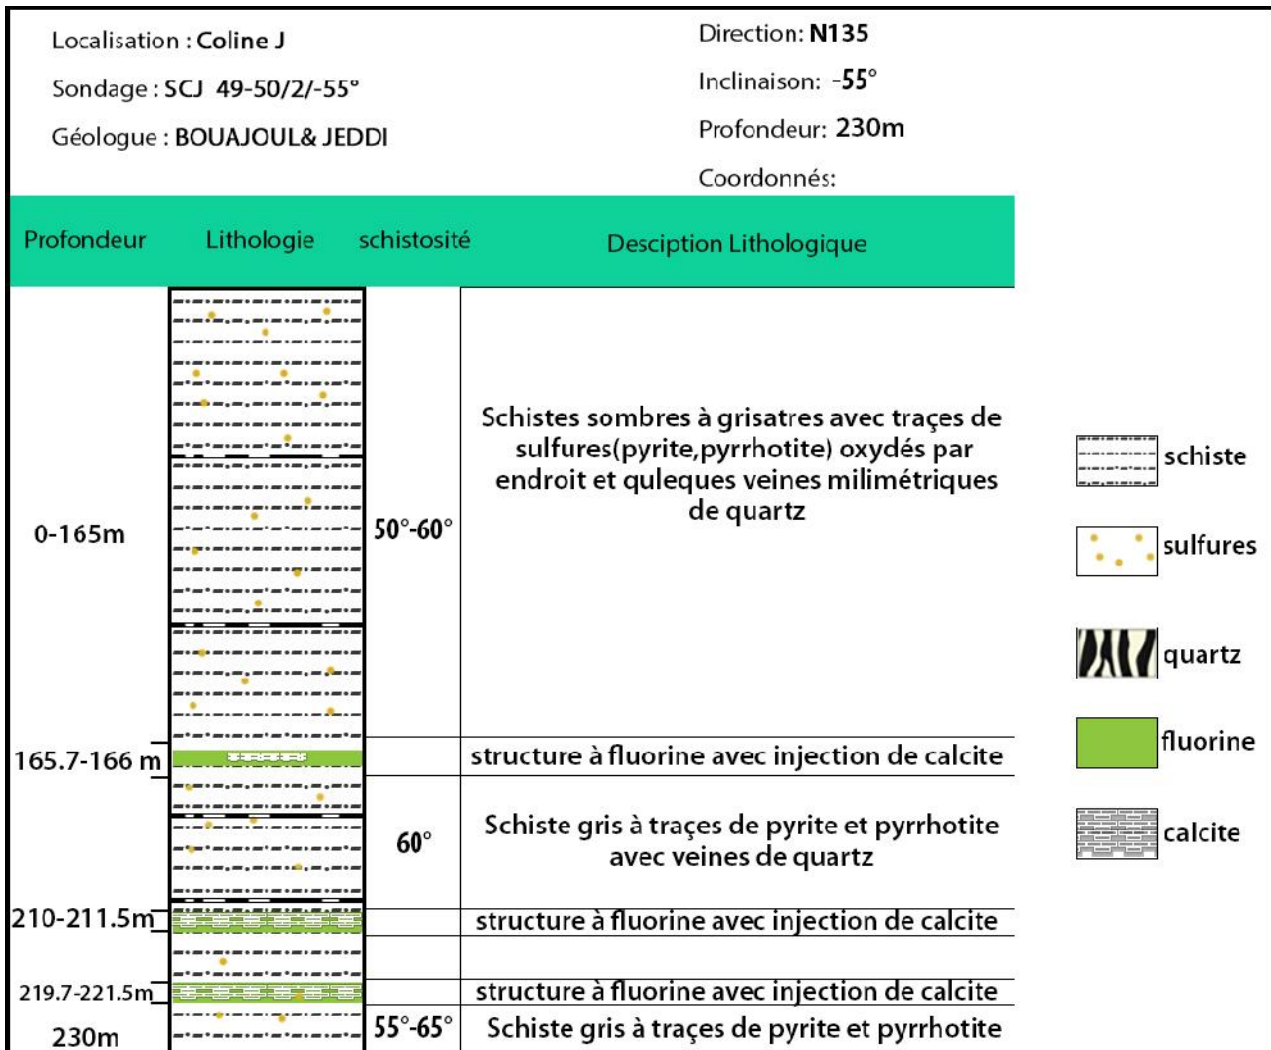 Localisation : Coline J
Sondage : SCJ 49-50/2/-55°
Géologue : BOUAJOUL& JEDDI
Direction: N135
Inclinaison: -55°
Profondeur: 230m
Coordonnés:
Profondeur Lithologie schistosité Desciption Lithologique
0-165m
50°-60°
Schistes sombres à grisatres avec traçes de
sulfures(pyrite,pyrrhotite) oxydés par
endroit et quleques veines milimétriques
de quartz
165.7-166 m
structure à fluorine avec injection de calcite
60°
Schiste gris à traçes de pyrite et pyrrhotite
avec veines de quartz
210-211.5m
structure à fluorine avec injection de calcite
219.7-221.5m
structure à fluorine avec injection de calcite
230m
55°-65°
Schiste gris à traçes de pyrite et pyrrhotite
schiste
sulfures
quartz
fluorine
calcite